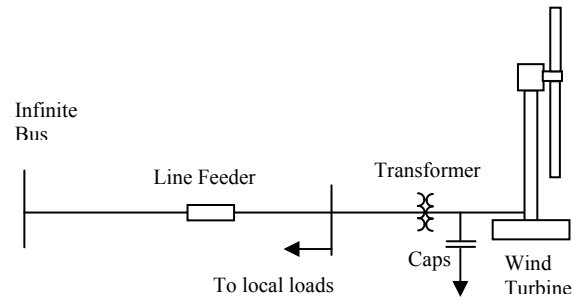 Infinite
Bus
Line Feeder
Transformer
To local loads
Caps
Wind
Turbine